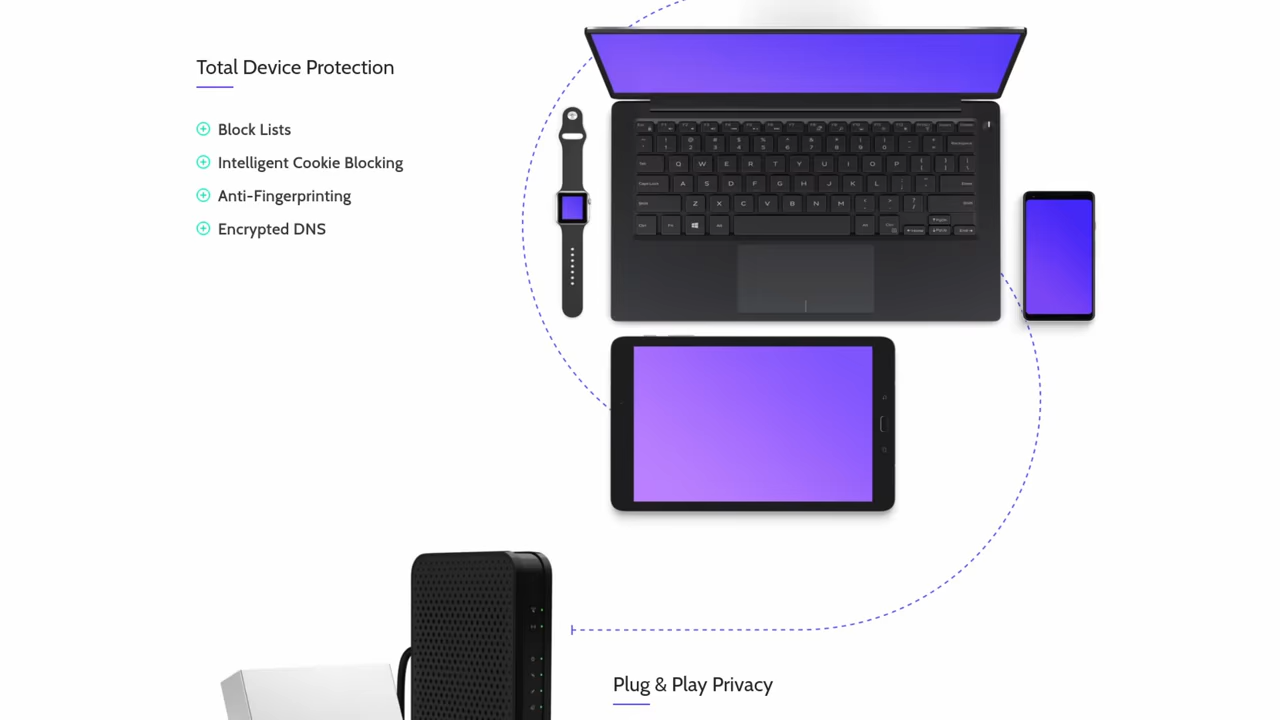 Total Device Protection
Block Lists
Intelligent Cookie Blocking
Anti-Fingerprinting
Encrypted DNS
Q W E R T Y U I O P
A S D F G H J K L
Z X C V B N M
Plug & Play Privacy